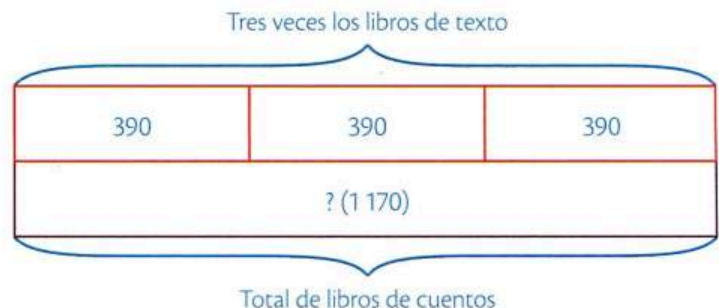 Tres veces los libros de texto
390 390 390
? (1 170)
Total de libros de cuentos